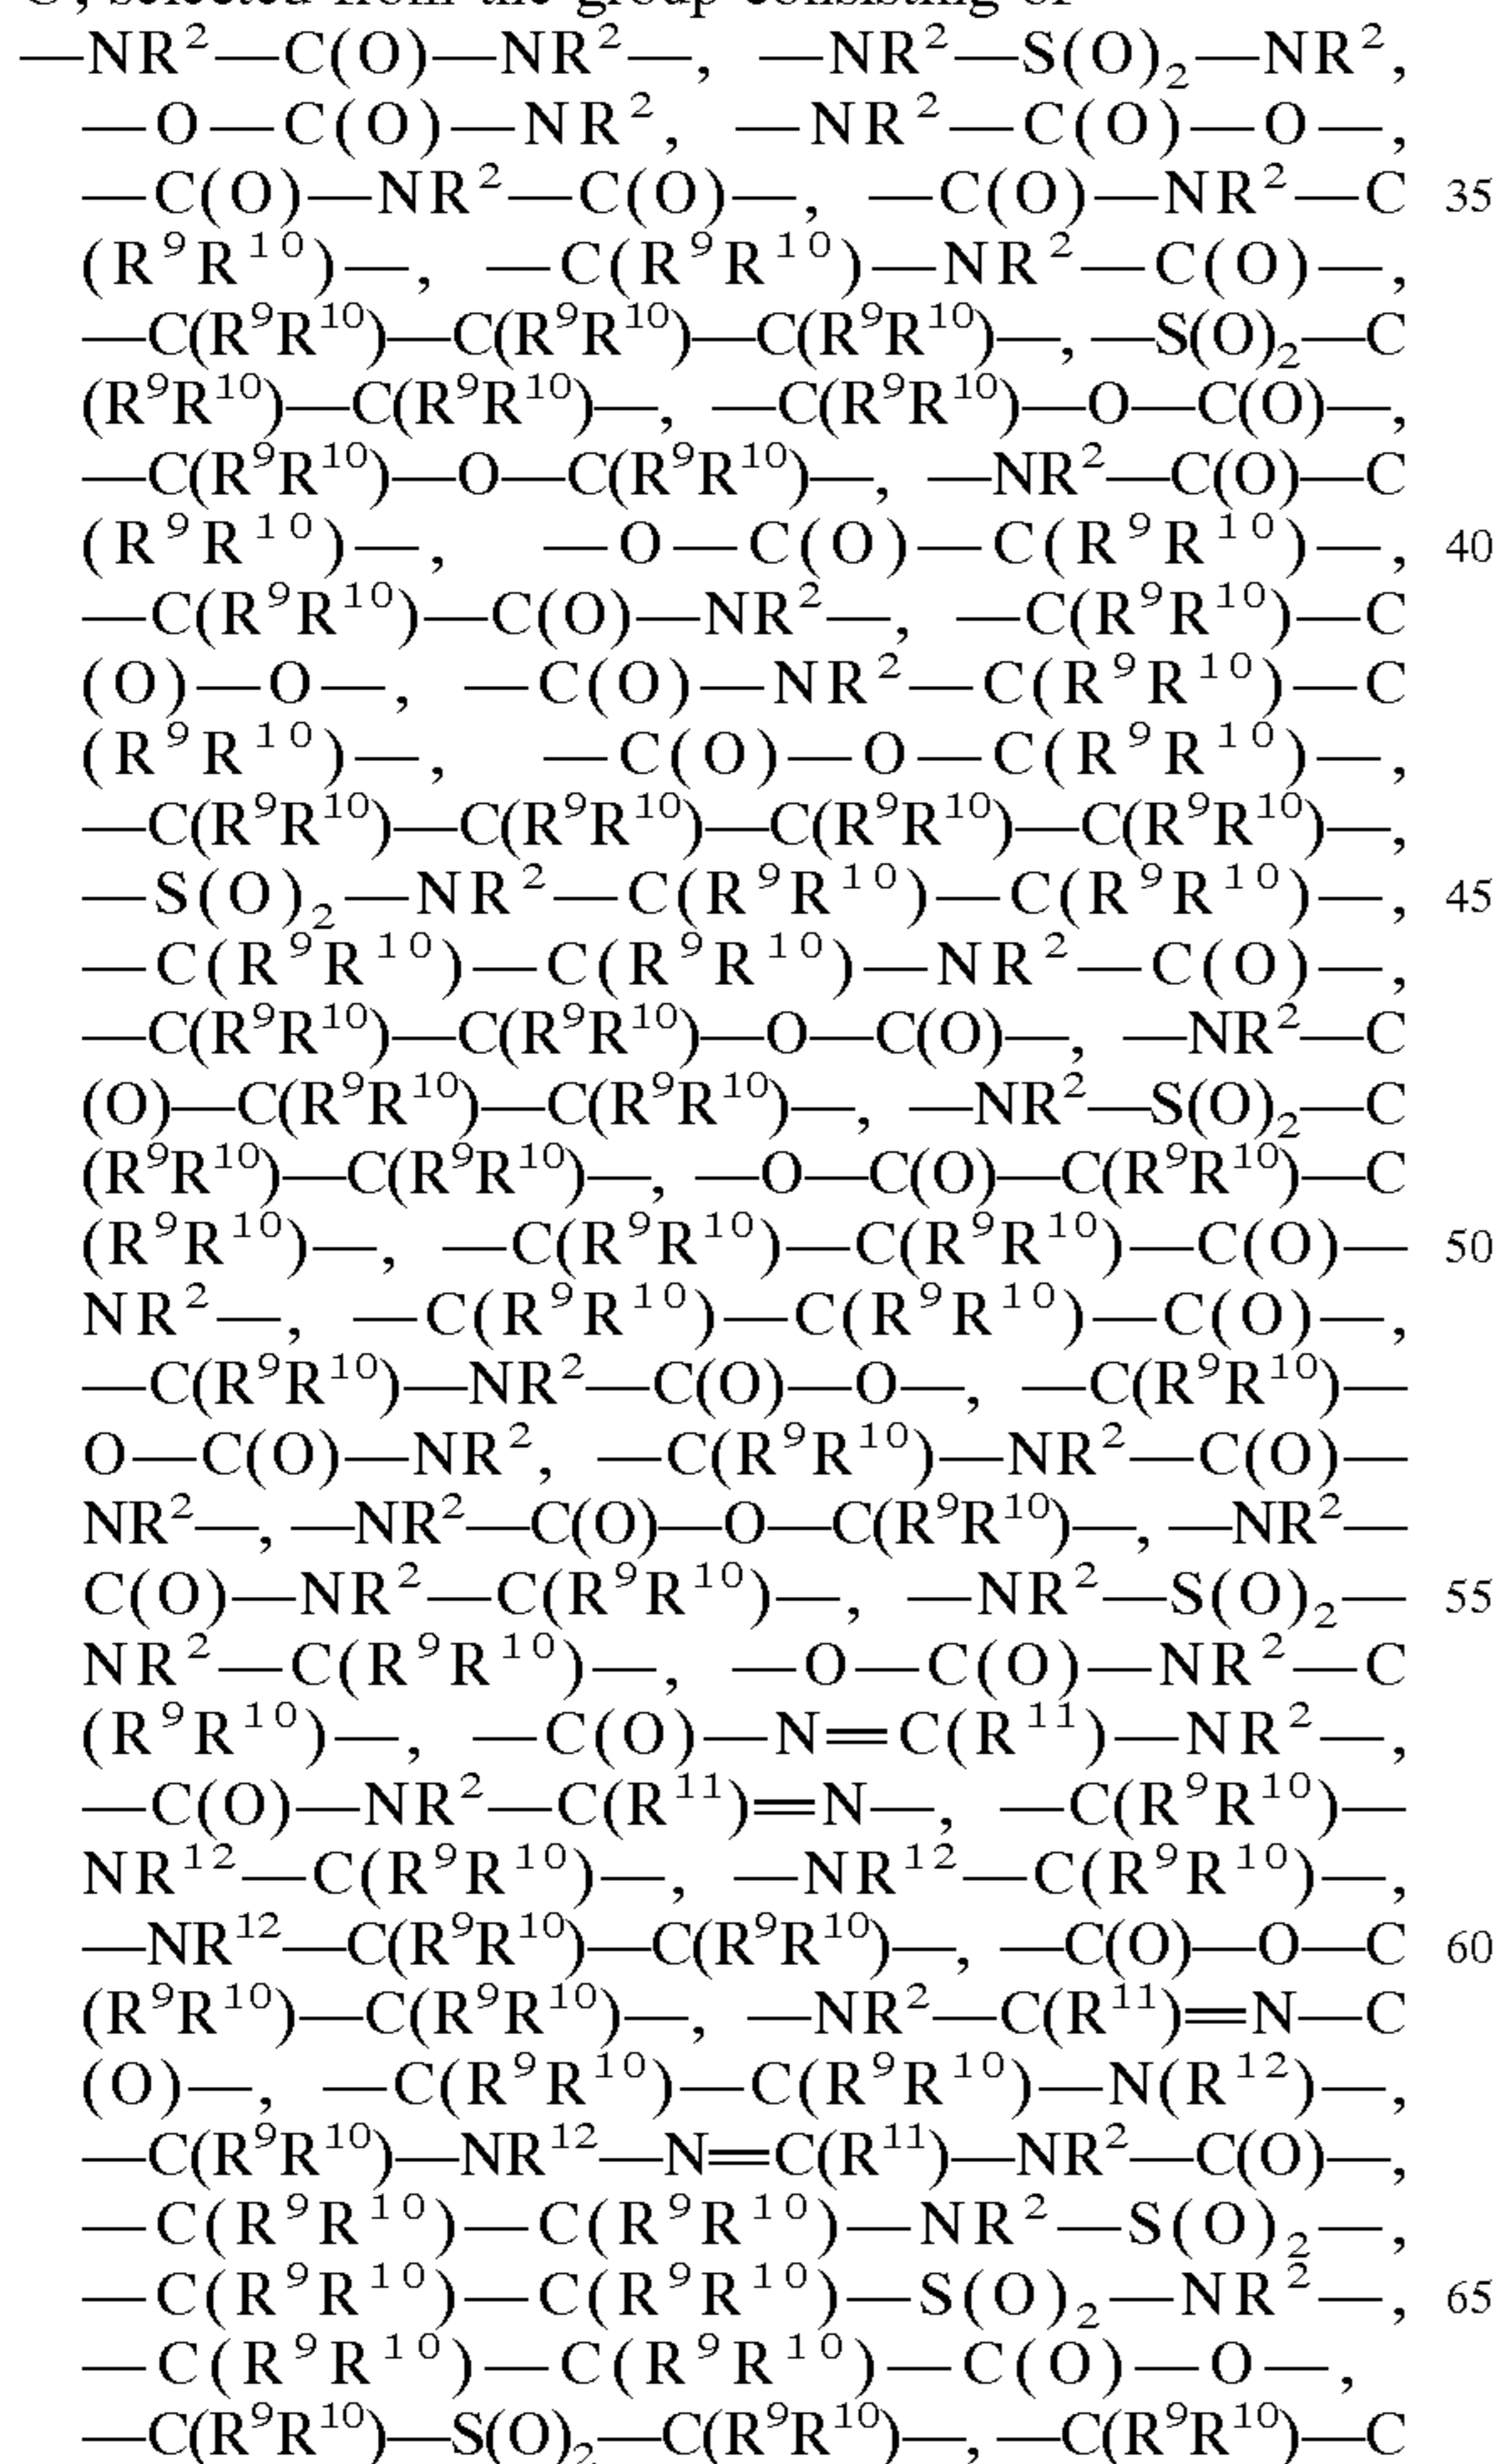 selected from the group consisting of
—NR²—C(O)—NR²—, —NR²—S(O)₂—NR²,
—O—C(O)—NR², —NR²—C(O)—O—,
—C(O)—NR²—C(O)—, —C(O)—NR²—C 35
(R⁹R¹⁰)—, —C(R⁹R¹⁰)—NR²—C(O)—,
—C(R⁹R¹⁰)—C(R⁹R¹⁰)—C(R⁹R¹⁰)—, —S(O)₂—C
(R⁹R¹⁰)—C(R⁹R¹⁰)—, —C(R⁹R¹⁰)—O—C(O)—,
—C(R⁹R¹⁰)—O—C(R⁹R¹⁰)—, —NR²—C(O)—C
(R⁹R¹⁰)—, —O—C(O)—C(R⁹R¹⁰)—, 40
—C(R⁹R¹⁰)—C(O)—NR²—, —C(R⁹R¹⁰)—C
(O)—O—, —C(O)—NR²—C(R⁹R¹⁰)—C
(R⁹R¹⁰)—, —C(O)—O—C(R⁹R¹⁰)—,
—C(R⁹R¹⁰)—C(R⁹R¹⁰)—C(R⁹R¹⁰)—C(R⁹R¹⁰)—,
—S(O)₂—NR²—C(R⁹R¹⁰)—C(R⁹R¹⁰)—, 45
—C(R⁹R¹⁰)—C(R⁹R¹⁰)—NR²—C(O)—,
—C(R⁹R¹⁰)—C(R⁹R¹⁰)—O—C(O)—, —NR²—C
(O)—C(R⁹R¹⁰)—C(R⁹R¹⁰)—, —NR²—S(O)₂—C
(R⁹R¹⁰)—C(R⁹R¹⁰)—, —O—C(O)—C(R⁹R¹⁰)—C
(R⁹R¹⁰)—, —C(R⁹R¹⁰)—C(R⁹R¹⁰)—C(O)— 50
NR²—, —C(R⁹R¹⁰)—C(R⁹R¹⁰)—C(O)—,
—C(R⁹R¹⁰)—NR²—C(O)—O—, —C(R⁹R¹⁰)—
O—C(O)—NR², —C(R⁹R¹⁰)—NR²—C(O)—
NR²—, —NR²—C(O)—O—C(R⁹R¹⁰)—, —NR²—
C(O)—NR²—C(R⁹R¹⁰)—, —NR²—S(O)₂— 55
NR²—C(R⁹R¹⁰)—, —O—C(O)—NR²—C
(R⁹R¹⁰)—, —C(O)—N═C(R¹¹)—NR²—,
—C(O)—NR²—C(R¹¹)═N—, —C(R⁹R¹⁰)—
NR¹²—C(R⁹R¹⁰)—, —NR¹²—C(R⁹R¹⁰)—,
—NR¹²—C(R⁹R¹⁰)—C(R⁹R¹⁰)—, —C(O)—O—C 60
(R⁹R¹⁰)—C(R⁹R¹⁰)—, —NR²—C(R¹¹)═N—C
(O)—, —C(R⁹R¹⁰)—C(R⁹R¹⁰)—N(R¹²)—,
—C(R⁹R¹⁰)—NR¹²—N═C(R¹¹)—NR²—C(O)—,
—C(R⁹R¹⁰)—C(R⁹R¹⁰)—NR²—S(O)₂—,
—C(R⁹R¹⁰)—C(R⁹R¹⁰)—S(O)₂—NR²—, 65
—C(R⁹R¹⁰)—C(R⁹R¹⁰)—C(O)—O—,
—C(R⁹R¹⁰)—S(O)₂—C(R⁹R¹⁰)—, —C(R⁹R¹⁰)—C